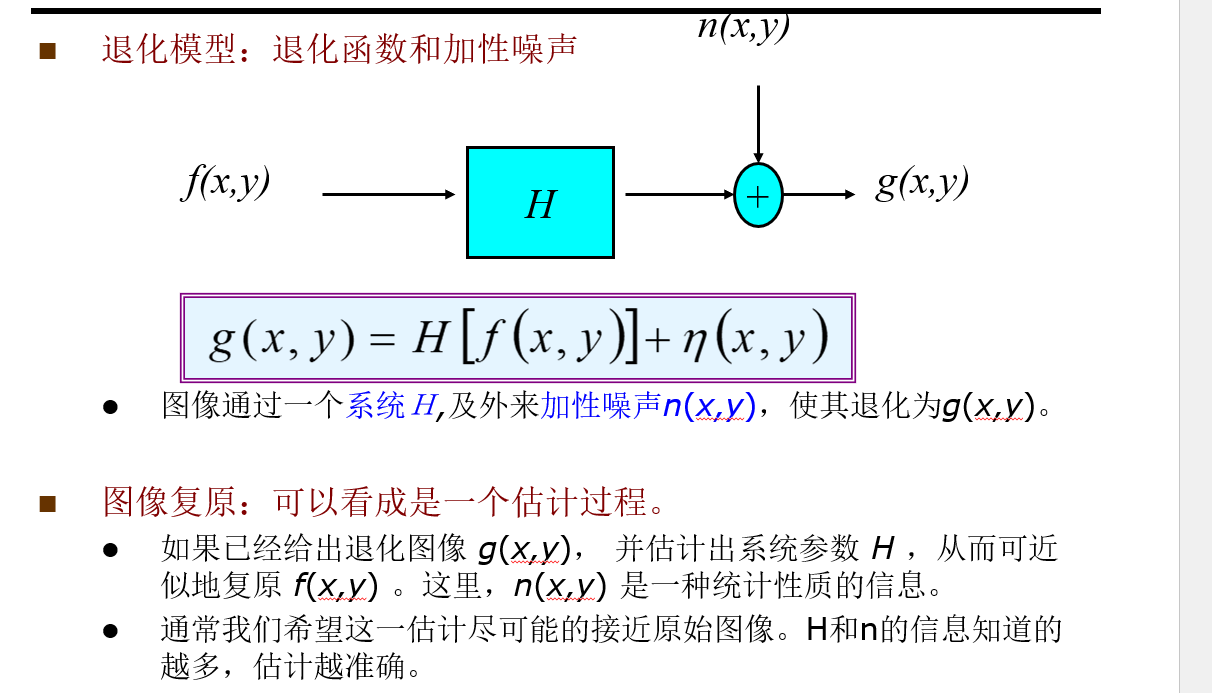 n(x,y)
退化模型：退化函数和加性噪声
f(x,y)
H
+
g(x,y)
g(x, y) = H[f(x, y)]+ η(x, y)
图像通过一个系统H,及外来加性噪声n(x,y)，使其退化为g(x,y)。
图像复原：可以看成是一个估计过程。
如果已经给出退化图像 g(x,y)， 并估计出系统参数 H ，从而可近
似地复原 f(x,y) 。这里，n(x,y) 是一种统计性质的信息。
通常我们希望这一估计尽可能的接近原始图像。H和n的信息知道的
越多，估计越准确。